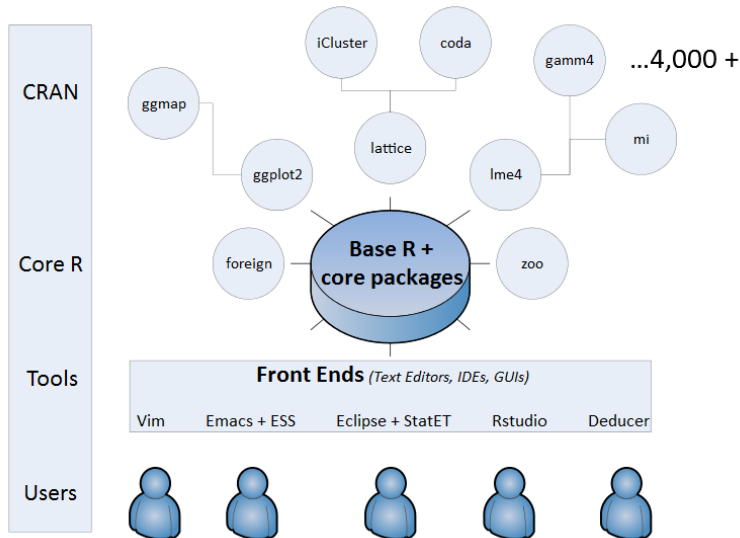 CRAN
iCluster
coda
gamm4
...4,000 +
ggmap
mi
lattice
ggplot2
lme4
Core R
foreign
Base R +
core packages
zoo
Tools
Front Ends (Text Editors, IDEs, GUIs)
Vim
Emacs + ESS
Eclipse + StatET
Rstudio
Deducer
Users